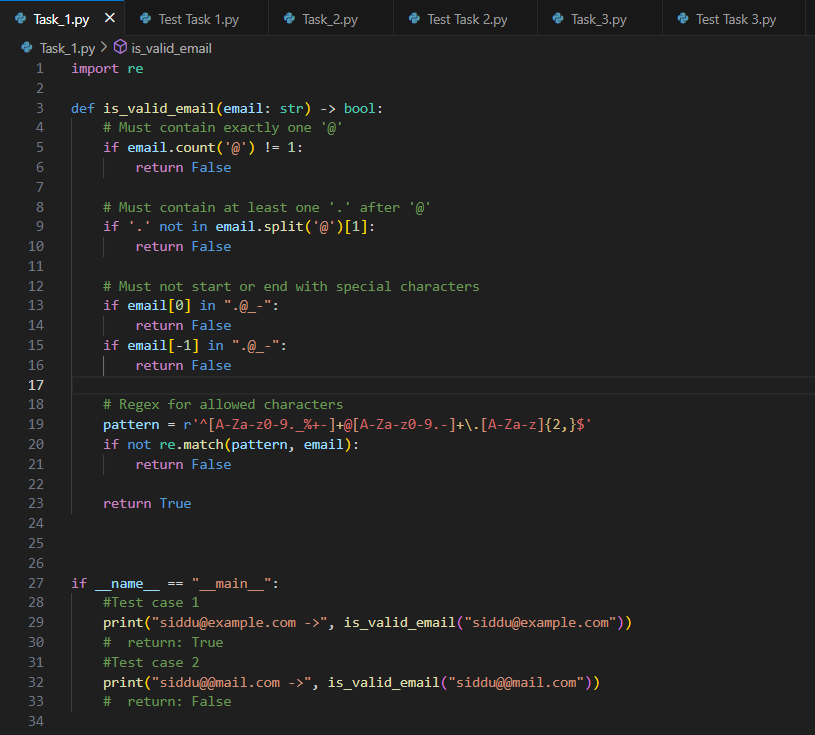 Task_1.py × Test Task 1.py Task_2.py Test Task 2.py Task_3.py Test Task 3.py
Task_1.py > is_valid_email
1 import re
2
3 def is_valid_email(email: str) -> bool:
4     # Must contain exactly one '@'
5     if email.count('@') != 1:
6         return False
7
8     # Must contain at least one '.' after '@'
9     if '.' not in email.split('@')[1]:
10         return False
11
12     # Must not start or end with special characters
13     if email[0] in ".@_-":
14         return False
15     if email[-1] in ".@_-":
16         return False
17
18     # Regex for allowed characters
19     pattern = r'^[A-Za-z0-9._%+-]+@[A-Za-z0-9.-]+\.[A-Za-z]{2,}$'
20     if not re.match(pattern, email):
21         return False
22
23     return True
24
25
26
27 if __name__ == "__main__":
28     #Test case 1
29     print("siddu@example.com ->", is_valid_email("siddu@example.com"))
30     #  return: True
31     #Test case 2
32     print("siddu@@mail.com ->", is_valid_email("siddu@@mail.com"))
33     #  return: False
34